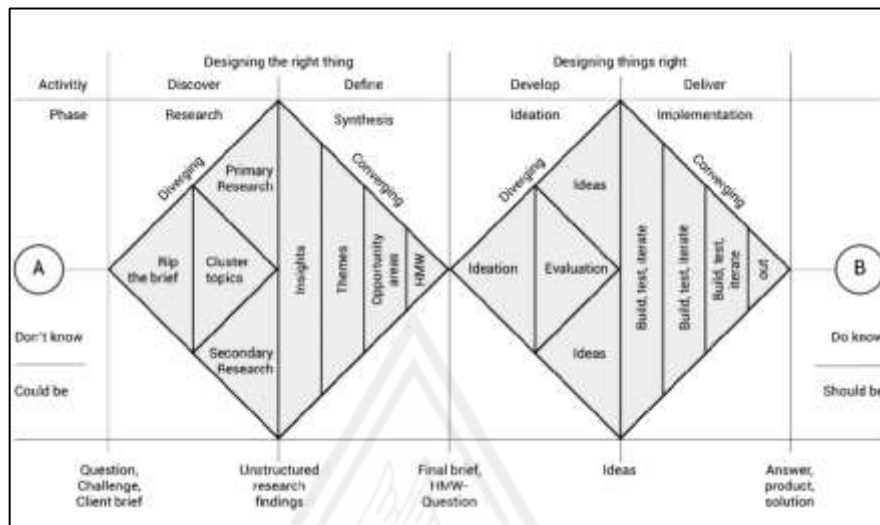 Designing the right thing
Designing things right
Activitiy
Discover
Define
Develop
Deliver
Phase
Research
Synthesis
Ideation
Implementation
Diverging
Converging
Diverging
Converging
Primary
Research
Ideas
A
Rip
the brief
Cluster
topics
Insights
Themes
Opportunity
areas
HMW
Ideation
Evaluation
Build, test, iterate
Build, test, iterate
Build, test,
iterate
out
B
Don't know
Do know
Secondary
Research
Ideas
Could be
Should be
Question,
Challenge,
Client brief
Unstructured
research
findings
Final brief,
HMW-
Question
Ideas
Answer,
product,
solution